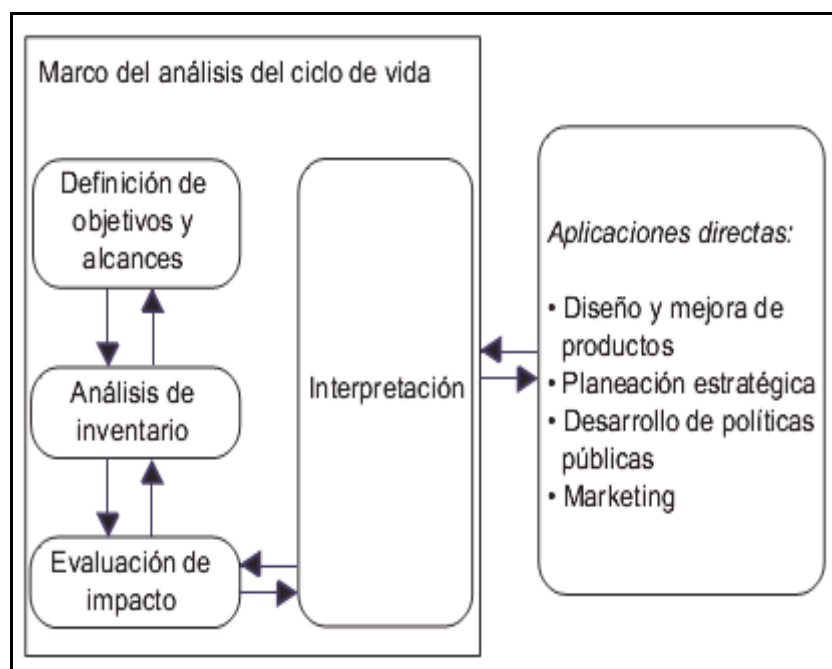 Marco del análisis del ciclo de vida
Definición de
objetivos y
alcances
Análisis de
inventario
Evaluación de
impacto
Interpretación
Aplicaciones directas:
• Diseño y mejora de
productos
• Planeación estratégica
• Desarrollo de políticas
públicas
• Marketing